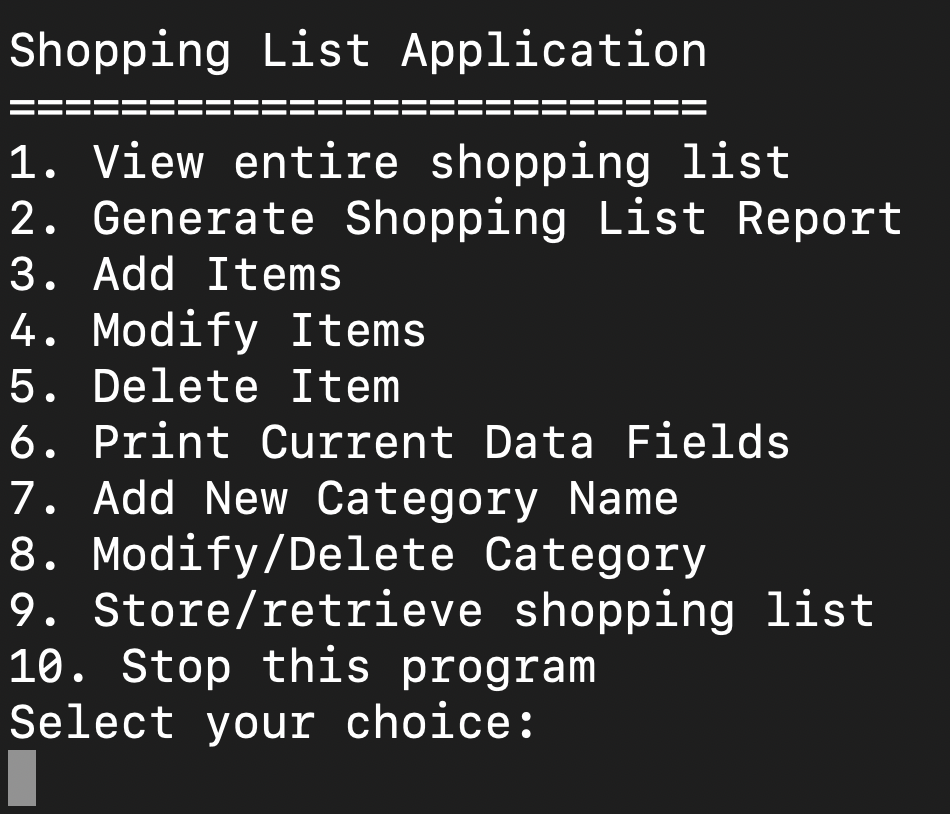 Shopping List Application
=========================
1. View entire shopping list
2. Generate Shopping List Report
3. Add Items
4. Modify Items
5. Delete Item
6. Print Current Data Fields
7. Add New Category Name
8. Modify/Delete Category
9. Store/retrieve shopping list
10. Stop this program
Select your choice: